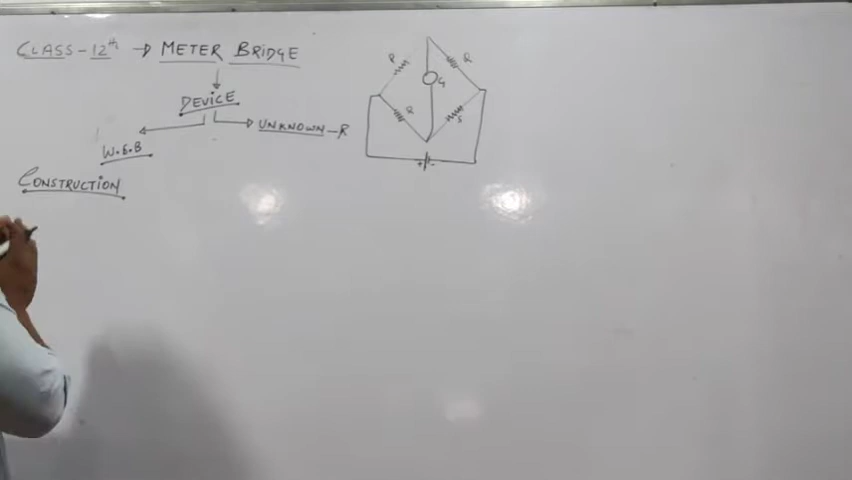 CLASS-12th → METER BRIDGE
DEVICE
UNKNOWN-R
W.S.B
CONSTRUCTION
P
R
G
Q
S
+ -